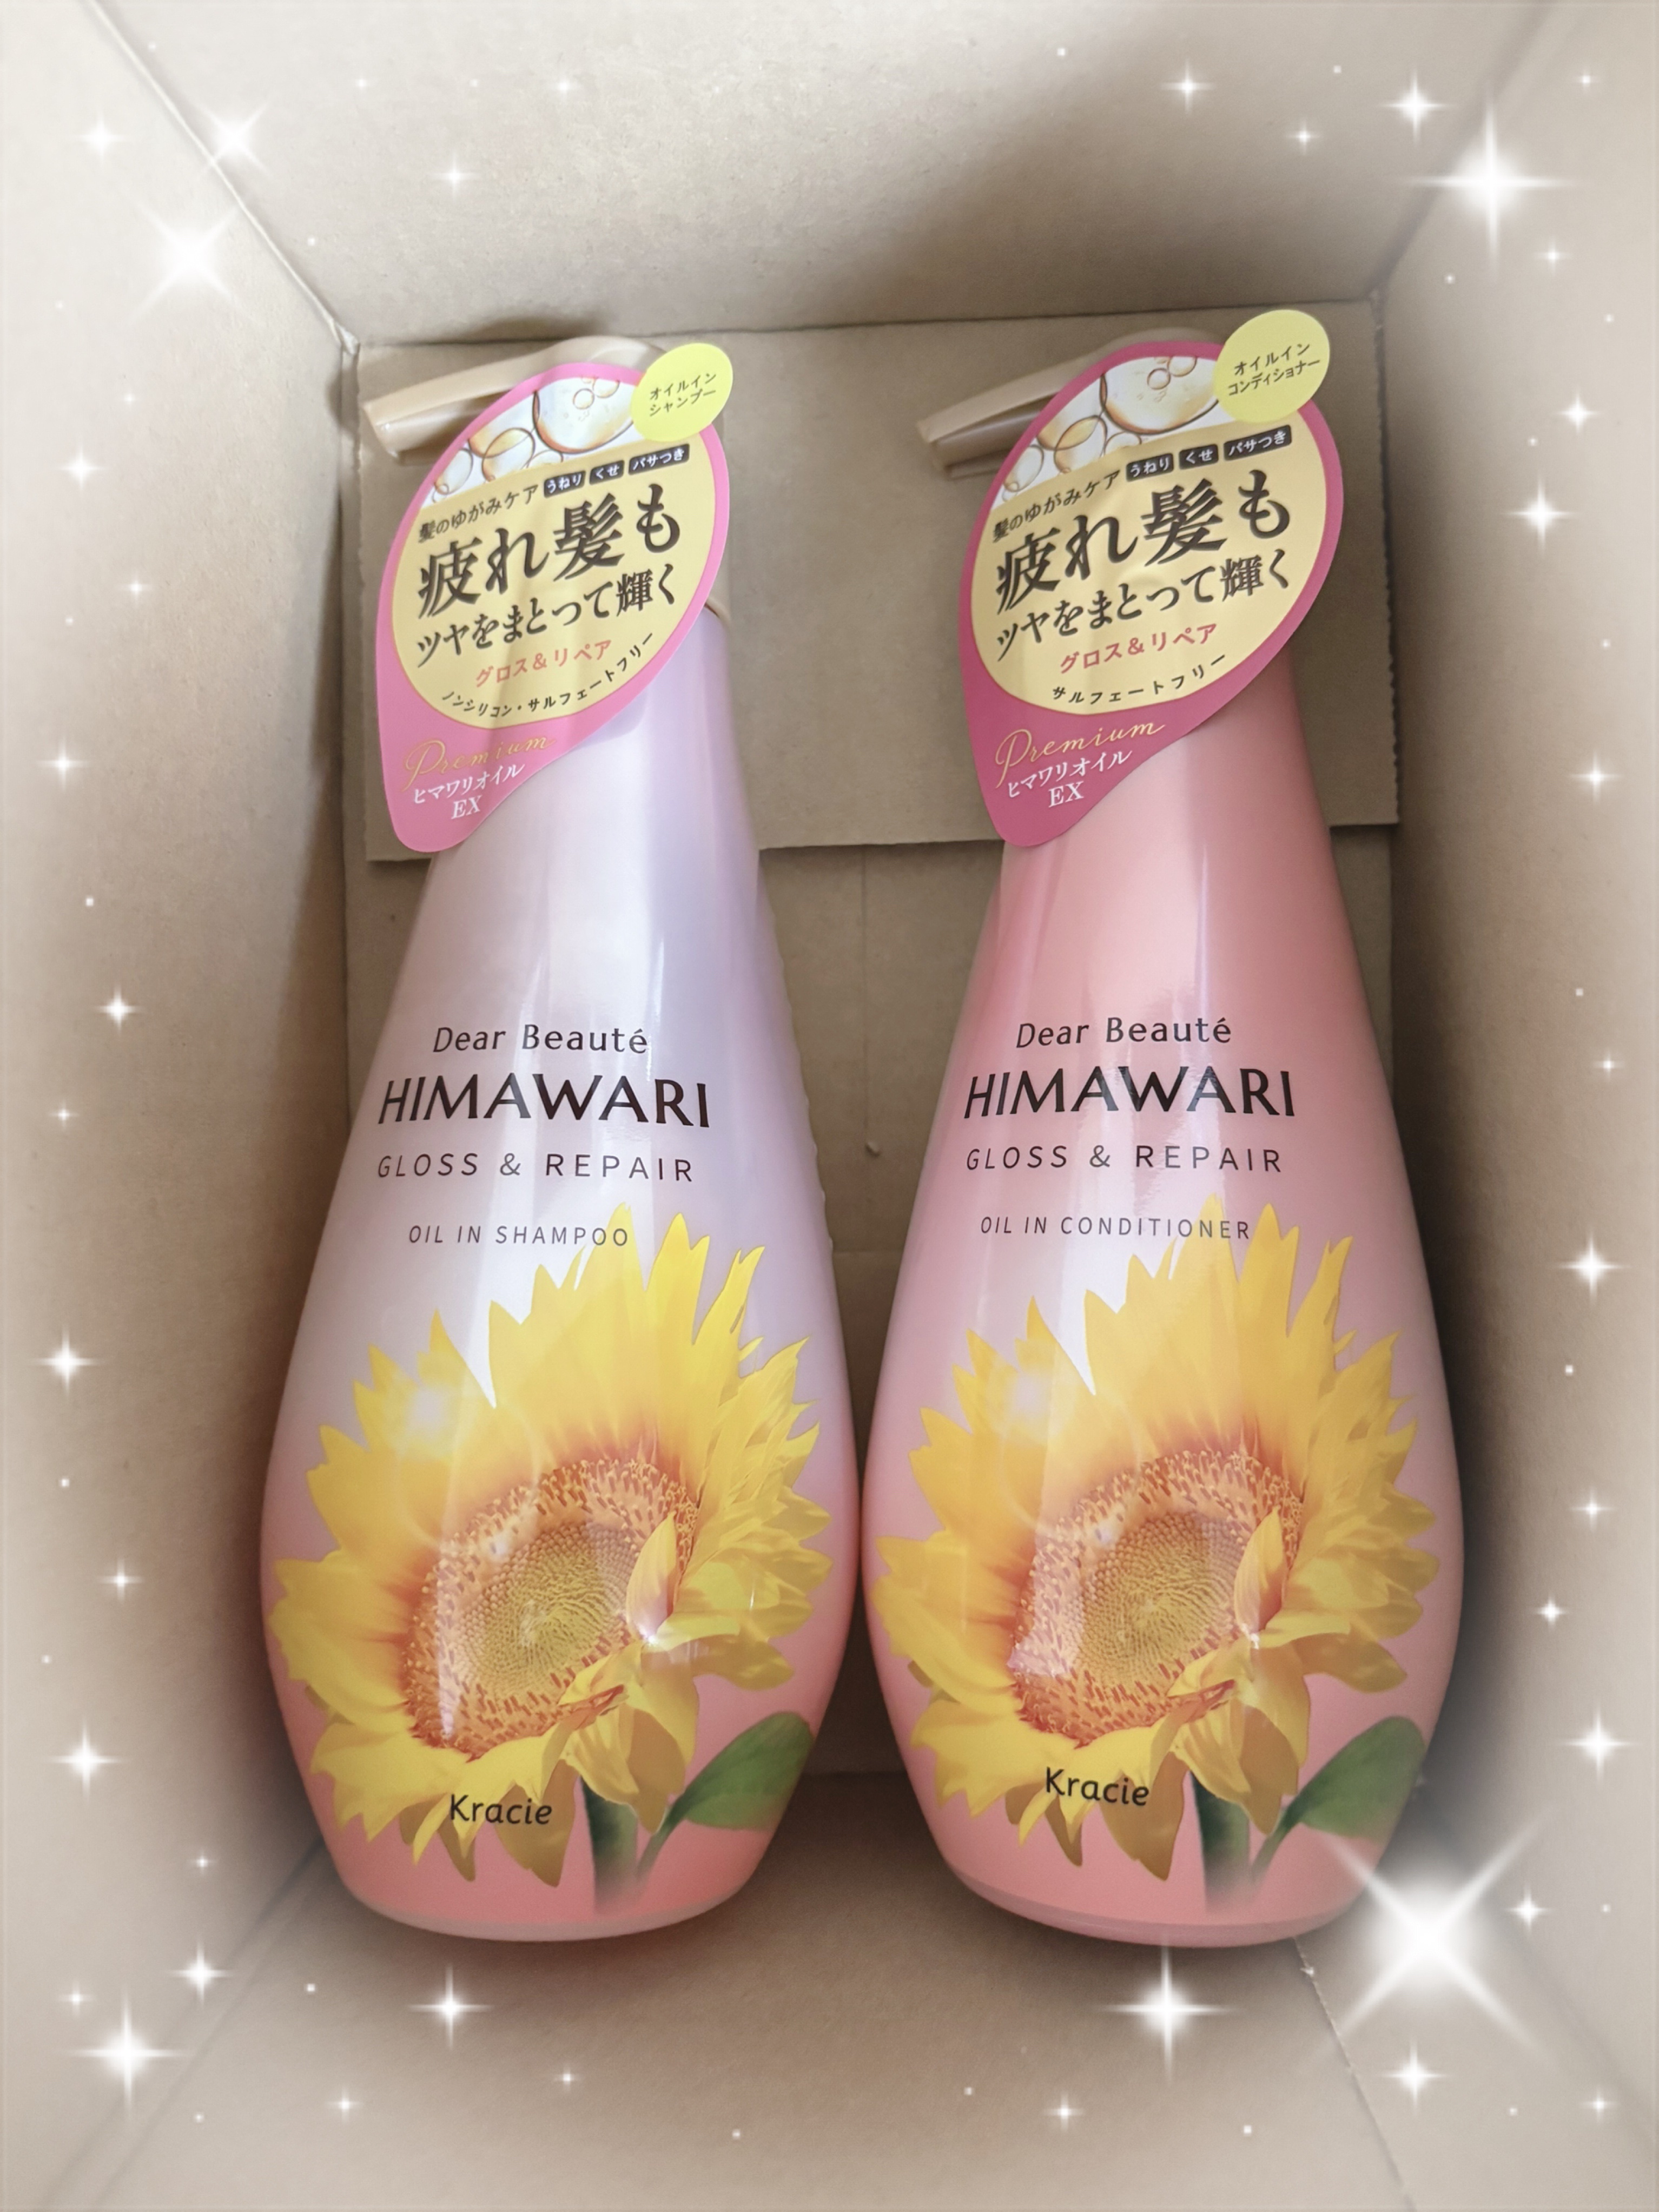 オイルイン
シャンプー
髪のゆがみケア うねり くせ パサつき
疲れ髪も
ツヤをまとって輝く
グロス&リペア
ノンシリコン・サルフェートフリー
Premium
ヒマワリオイル
EX
Dear Beauté
HIMAWARI
GLOSS & REPAIR
OIL IN SHAMPOO
Kracie
オイルイン
コンディショナー
髪のゆがみケア うねり くせ パサつき
疲れ髪も
ツヤをまとって輝く
グロス&リペア
サルフェートフリー
Premium
ヒマワリオイル
EX
Dear Beauté
HIMAWARI
GLOSS & REPAIR
OIL IN CONDITIONER
Kracie